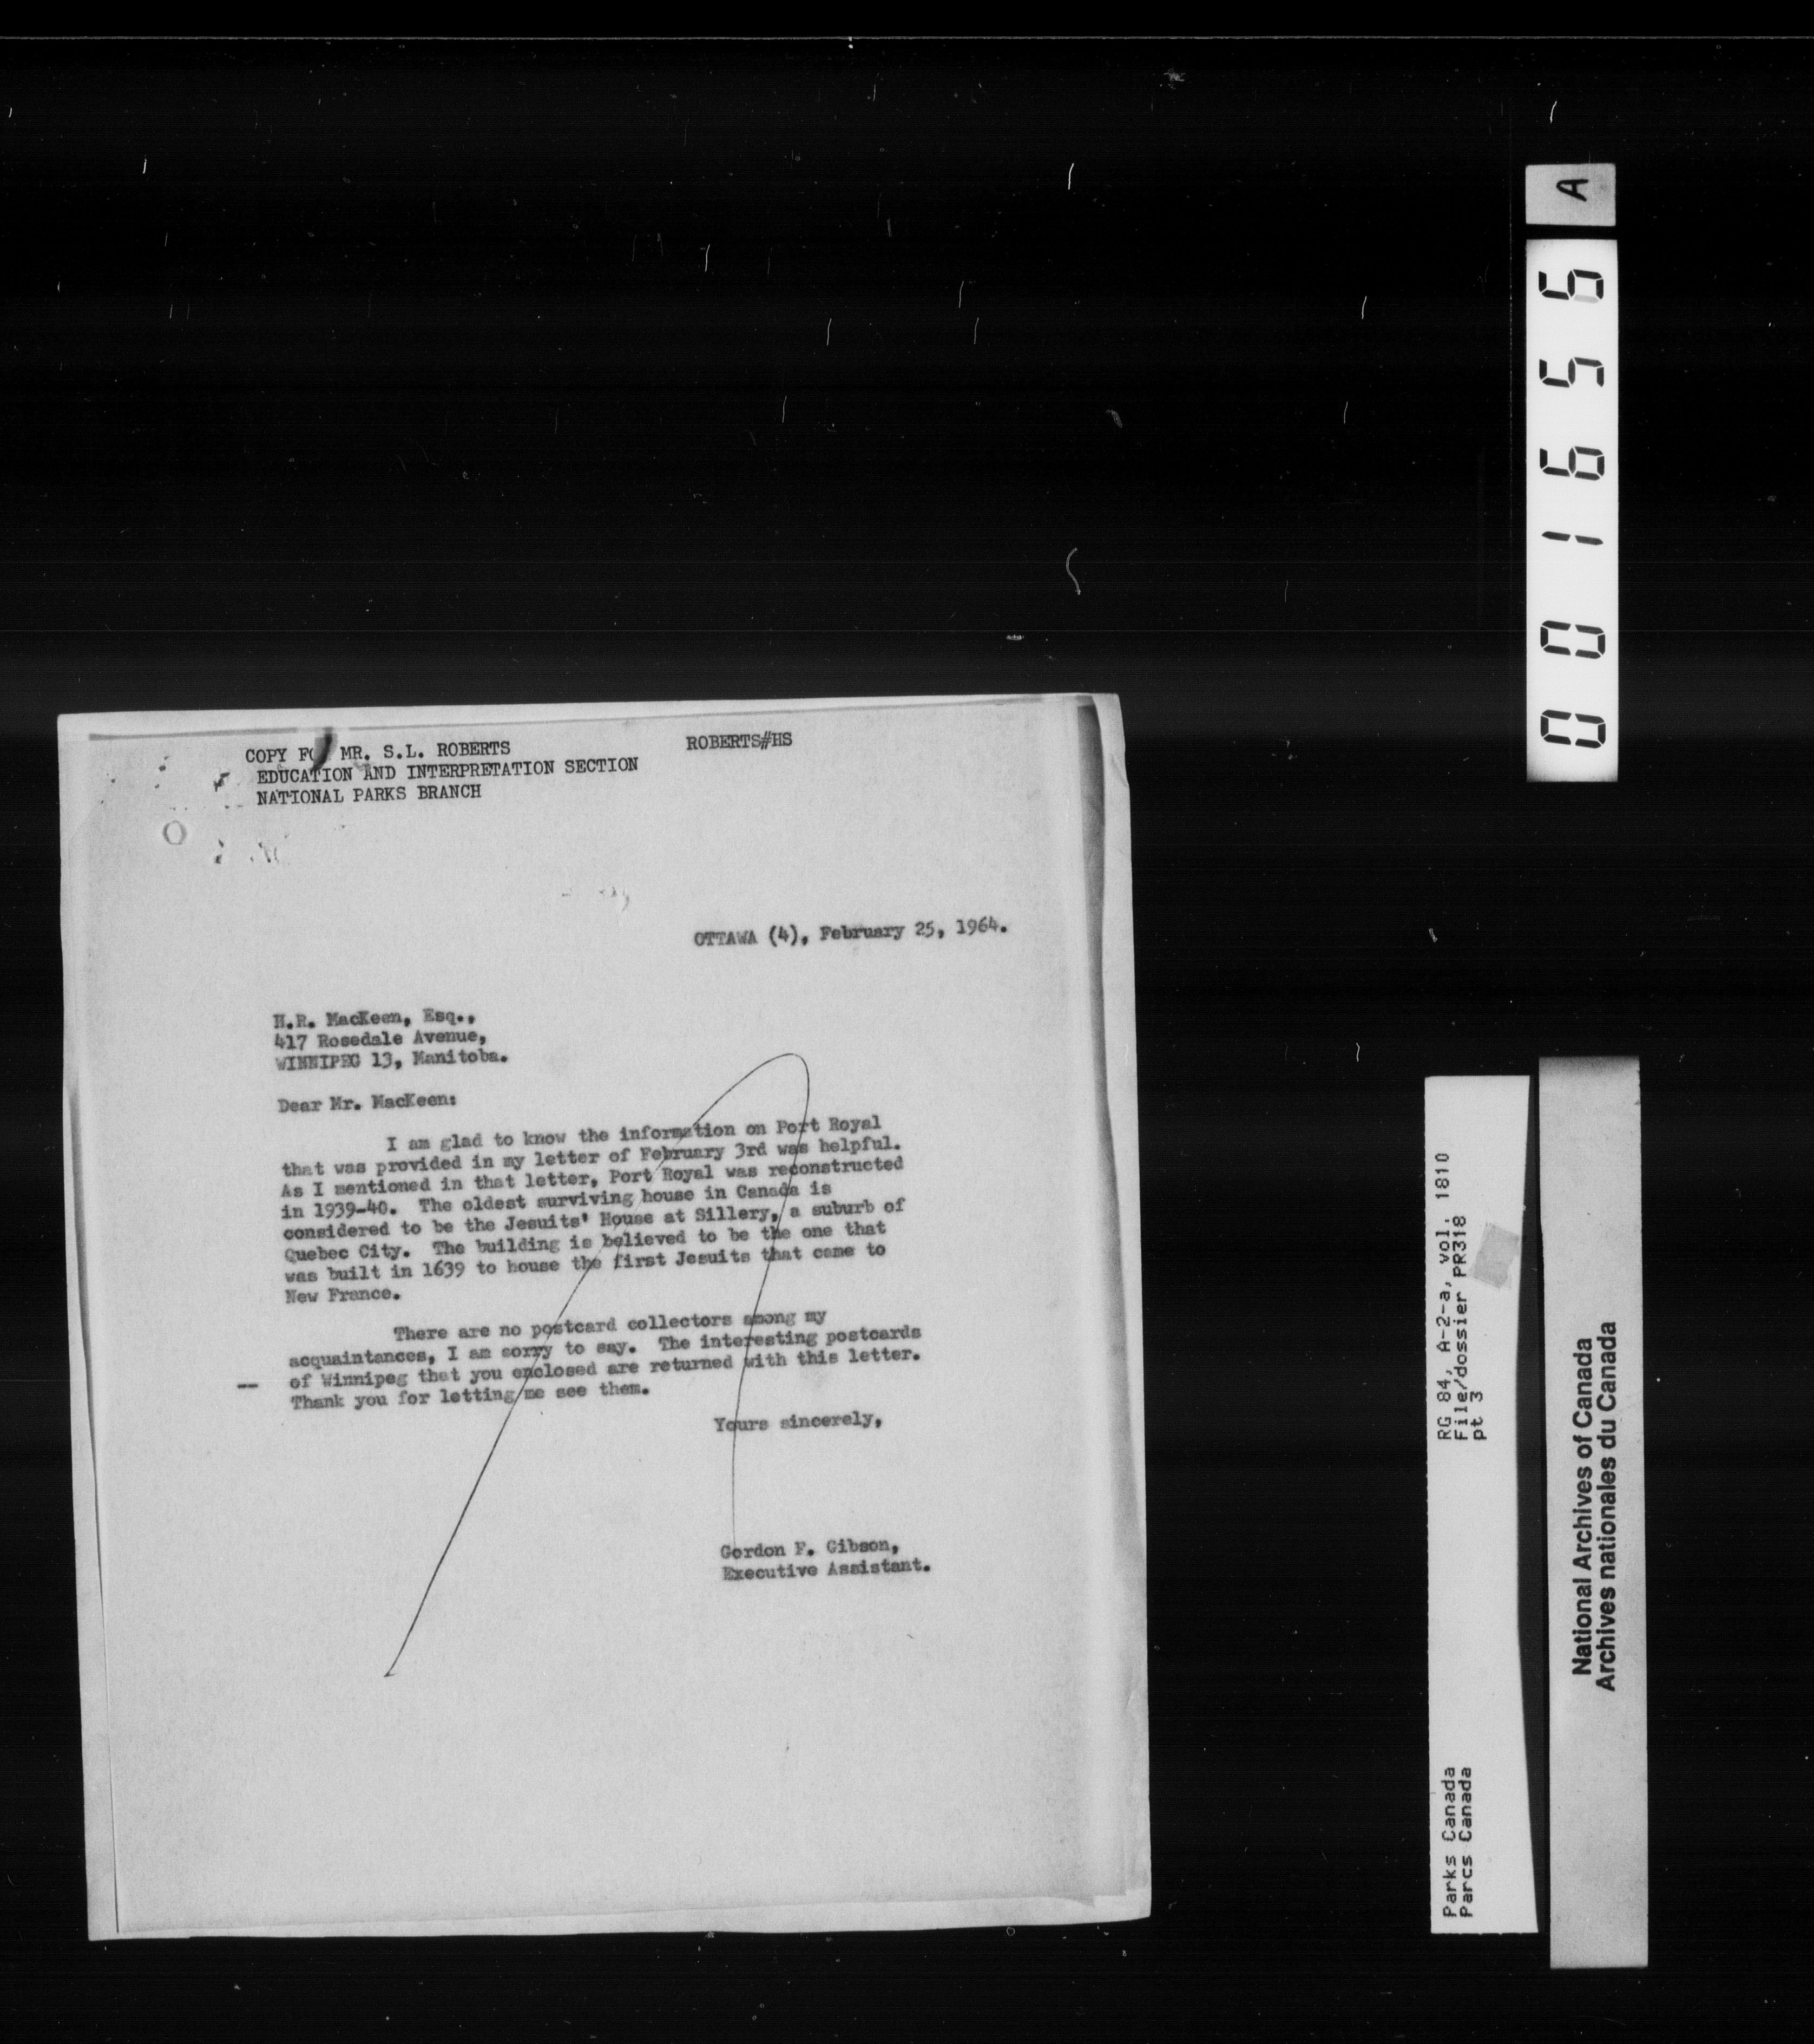 COPY FOR MR. S.L. ROBERTS
EDUCATION AND INTERPRETATION SECTION
NATIONAL PARKS BRANCH
ROBERTS#HS
OTTAWA (4), February 25, 1964.
H.R. MacKeen, Esq.,
417 Rosedale Avenue,
WINNIPEG 13, Manitoba.
Dear Mr. MacKeen:
I am glad to know the information on Port Royal
that was provided in my letter of February 3rd was helpful.
As I mentioned in that letter, Port Royal was reconstructed
in 1939-40. The oldest surviving house in Canada is
considered to be the Jesuits' House at Sillery, a suburb of
Quebec City. The building is believed to be the one that
was built in 1639 to house the first Jesuits that came to
New France.
There are no postcard collectors among my
acquaintances, I am sorry to say. The interesting postcards
-- of Winnipeg that you enclosed are returned with this letter.
Thank you for letting me see them.
Yours sincerely,
Gordon F. Gibson,
Executive Assistant.
001656 A
RG 84, A-2-a, vol. 1810
File/dossier PR318
pt 3
Parks Canada
Parcs Canada
National Archives of Canada
Archives nationales du Canada